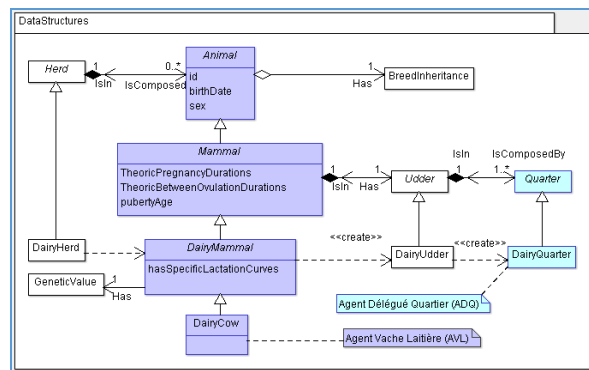 DataStructures
Herd
1
IsIn
0..*
IsComposed
Animal
id
birthDate
sex
1
Has
BreedInheritance
Mammal
TheoricPregnancyDurations
TheoricBetweenOvulationDurations
pubertyAge
1
IsIn
1
Has
Udder
IsIn
1
IsComposedBy
1..*
Quarter
DairyHerd
DairyMammal
hasSpecificLactationCurves
<<create>>
DairyUdder
<<create>>
DairyQuarter
GeneticValue
1
Has
Agent Délégué Quartier (ADQ)
DairyCow
Agent Vache Laitière (AVL)